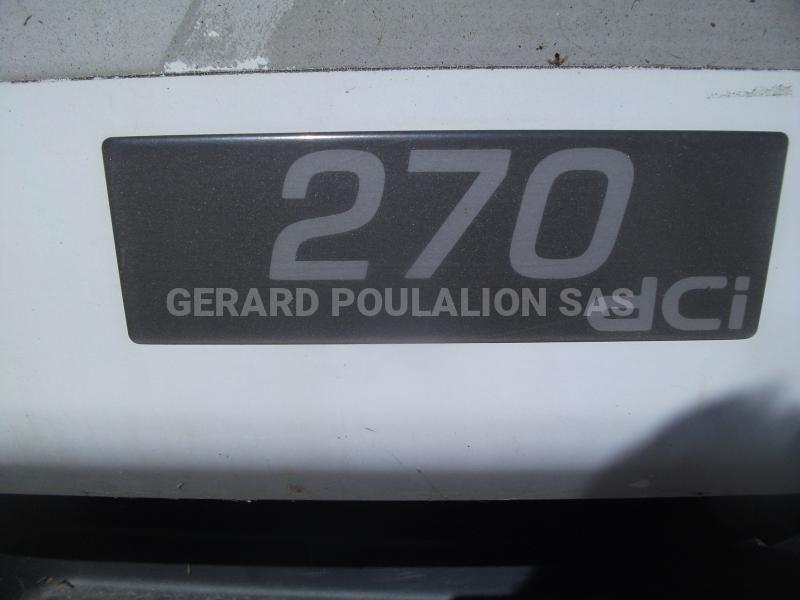 270
dCi
GERARD POULALION SAS